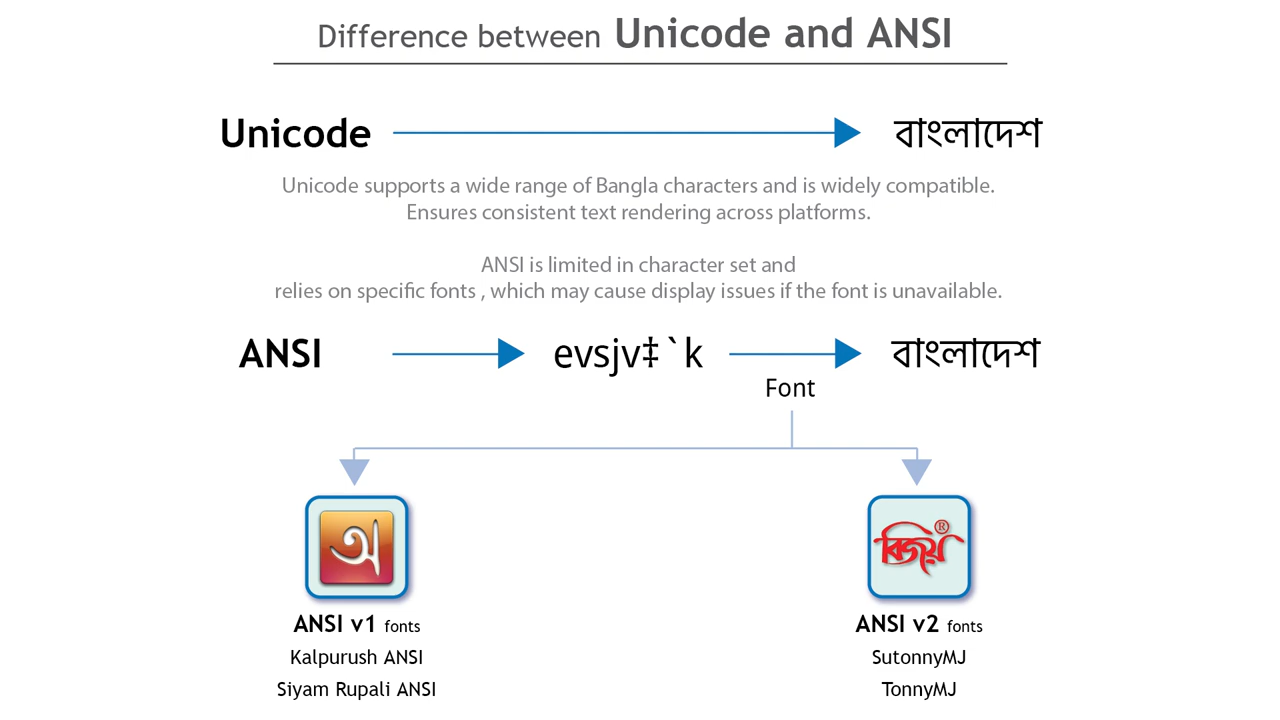 Difference between Unicode and ANSI
Unicode → বাংলাদেশ
Unicode supports a wide range of Bangla characters and is widely compatible.
Ensures consistent text rendering across platforms.
ANSI is limited in character set and
relies on specific fonts , which may cause display issues if the font is unavailable.
ANSI → evsjv‡`k → বাংলাদেশ
Font
অ
বিজয়®
ANSI v1 fonts
Kalpurush ANSI
Siyam Rupali ANSI
ANSI v2 fonts
SutonnyMJ
TonnyMJ